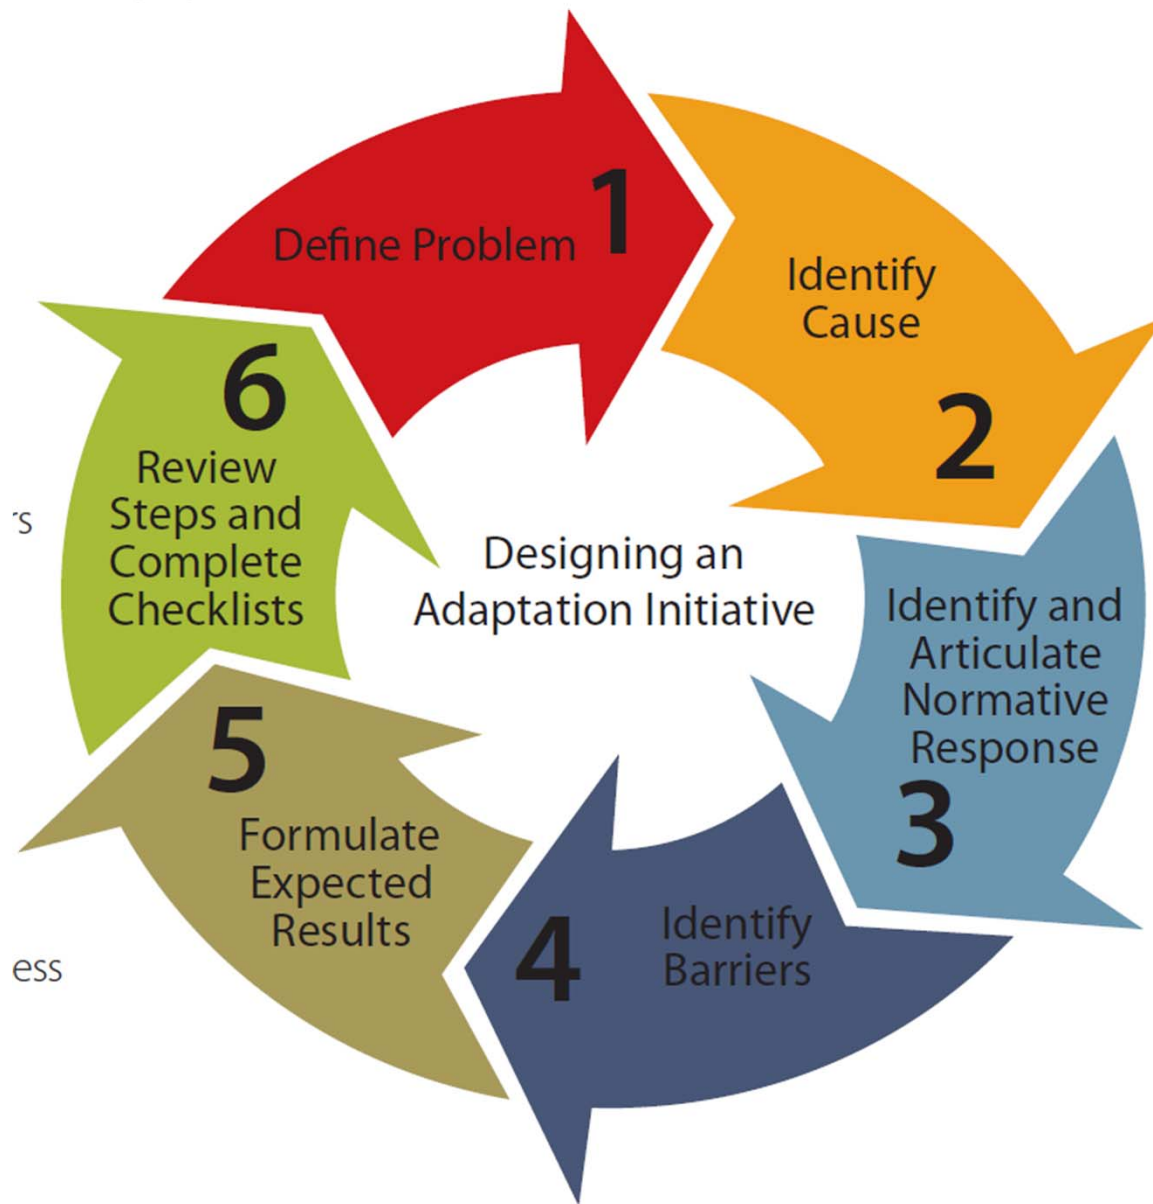 1
Define Problem
Identify
Cause
2
Identify and
Articulate
Normative
Response
3
Identify
Barriers
4
5
Formulate
Expected
Results
6
Review
Steps and
Complete
Checklists
Designing an
Adaptation Initiative
ess